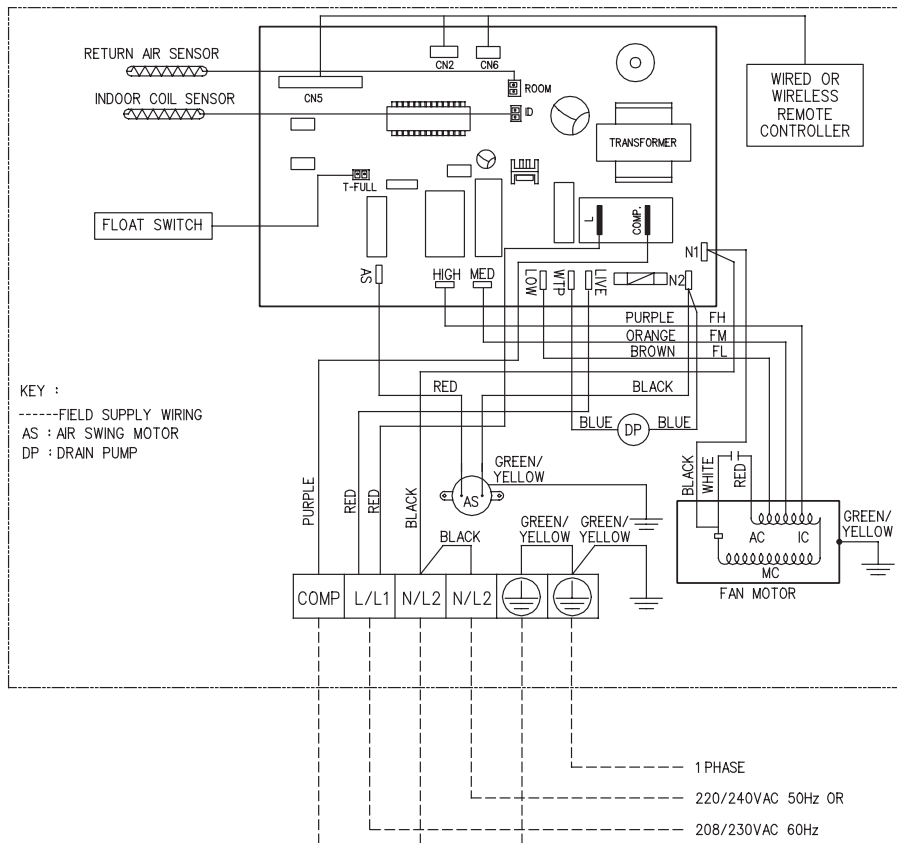 RETURN AIR SENSOR
INDOOR COIL SENSOR
CN5
CN2
CN6
ROOM
ID
WIRED OR
WIRELESS
REMOTE
CONTROLLER
TRANSFORMER
T-FULL
FLOAT SWITCH
L
COMP.
N1
AS
HIGH
MED
LOW
WTP
LIVE
N2
PURPLE FH
ORANGE FM
BROWN FL
RED
BLACK
KEY :
------FIELD SUPPLY WIRING
AS : AIR SWING MOTOR
DP : DRAIN PUMP
BLUE
DP
BLUE
GREEN/
YELLOW
AS
PURPLE
RED
RED
BLACK
BLACK
GREEN/
YELLOW
GREEN/
YELLOW
BLACK
WHITE
RED
AC
IC
MC
GREEN/
YELLOW
FAN MOTOR
COMP
L/L1
N/L2
N/L2
1 PHASE
220/240VAC 50Hz OR
208/230VAC 60Hz